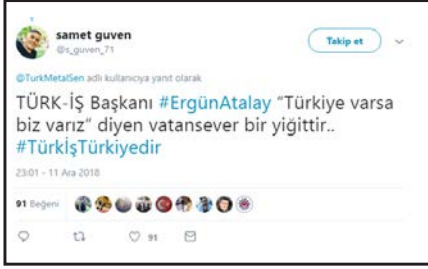 samet guven
@s_guven_71
Takip et
@TurkMetalSen adlı kullanıcıya yanıt olarak
TÜRK-İŞ Başkanı #ErgünAtalay "Türkiye varsa
biz varız" diyen vatansever bir yiğittir..
#TürkİşTürkiyedir
23:01 - 11 Ara 2018
91 Beğeni
91